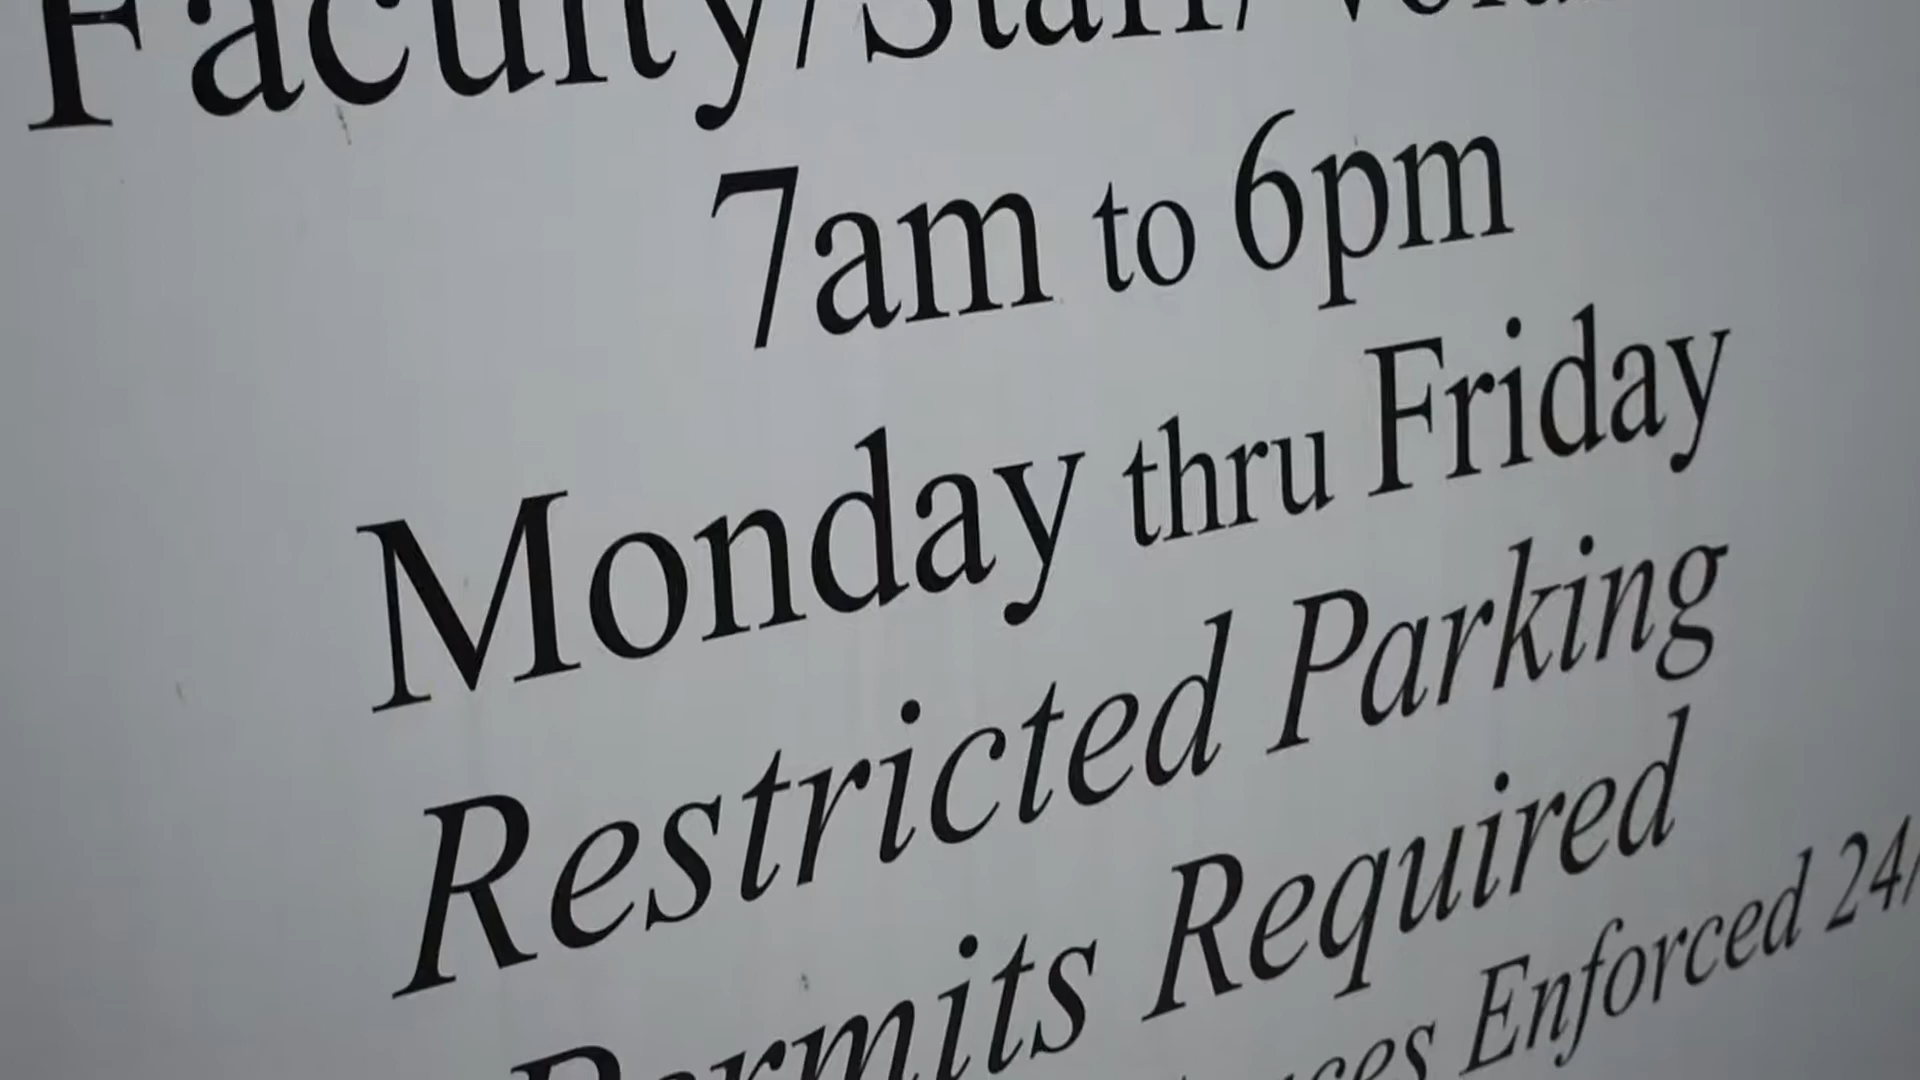 Faculty/Staff/
7am to 6pm
Monday thru Friday
Restricted Parking
Permits Required
Enforced 24/